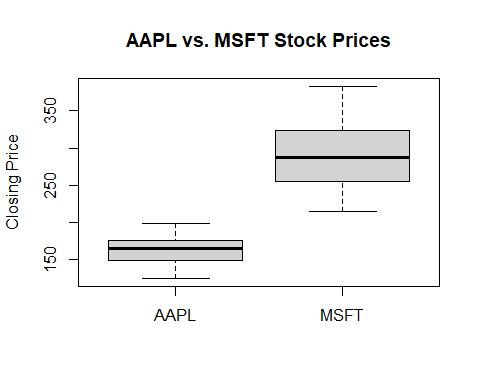 AAPL vs. MSFT Stock Prices
Closing Price
350
250
150
AAPL MSFT